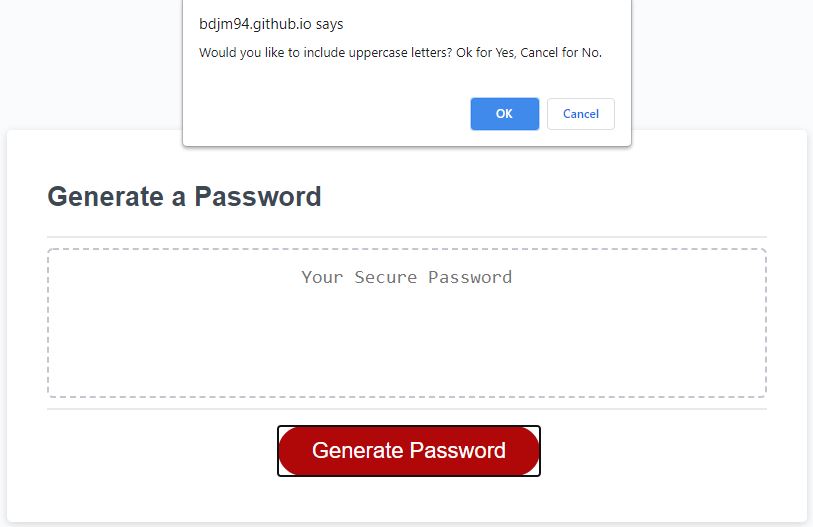 bdjm94.github.io says
Would you like to include uppercase letters? Ok for Yes, Cancel for No.
OK
Cancel
Generate a Password
Your Secure Password
Generate Password